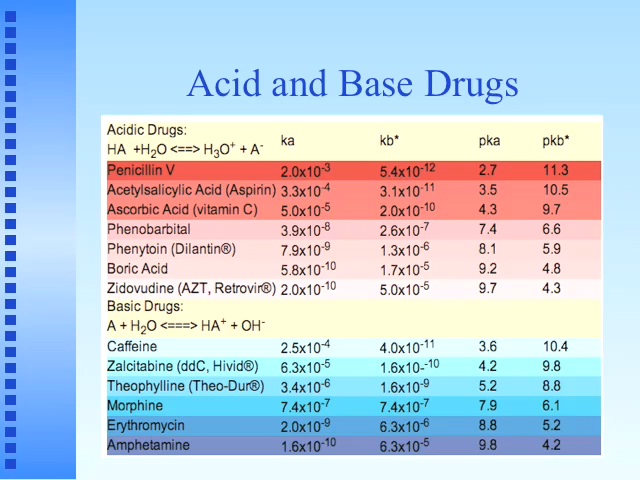 Acid and Base Drugs
Acidic Drugs:
HA +H₂O <==> H₃O⁺ + A⁻ ka kb* pka pkb*
Penicillin V 2.0x10⁻³ 5.4x10⁻¹² 2.7 11.3
Acetylsalicylic Acid (Aspirin) 3.3x10⁻⁴ 3.1x10⁻¹¹ 3.5 10.5
Ascorbic Acid (vitamin C) 5.0x10⁻⁵ 2.0x10⁻¹⁰ 4.3 9.7
Phenobarbital 3.9x10⁻⁸ 2.6x10⁻⁷ 7.4 6.6
Phenytoin (Dilantin®) 7.9x10⁻⁹ 1.3x10⁻⁶ 8.1 5.9
Boric Acid 5.8x10⁻¹⁰ 1.7x10⁻⁵ 9.2 4.8
Zidovudine (AZT, Retrovir®) 2.0x10⁻¹⁰ 5.0x10⁻⁵ 9.7 4.3
Basic Drugs:
A + H₂O <===> HA⁺ + OH⁻
Caffeine 2.5x10⁻⁴ 4.0x10⁻¹¹ 3.6 10.4
Zalcitabine (ddC, Hivid®) 6.3x10⁻⁵ 1.6x10-⁻¹⁰ 4.2 9.8
Theophylline (Theo-Dur®) 3.4x10⁻⁶ 1.6x10⁻⁹ 5.2 8.8
Morphine 7.4x10⁻⁷ 7.4x10⁻⁷ 7.9 6.1
Erythromycin 2.0x10⁻⁹ 6.3x10⁻⁶ 8.8 5.2
Amphetamine 1.6x10⁻¹⁰ 6.3x10⁻⁵ 9.8 4.2